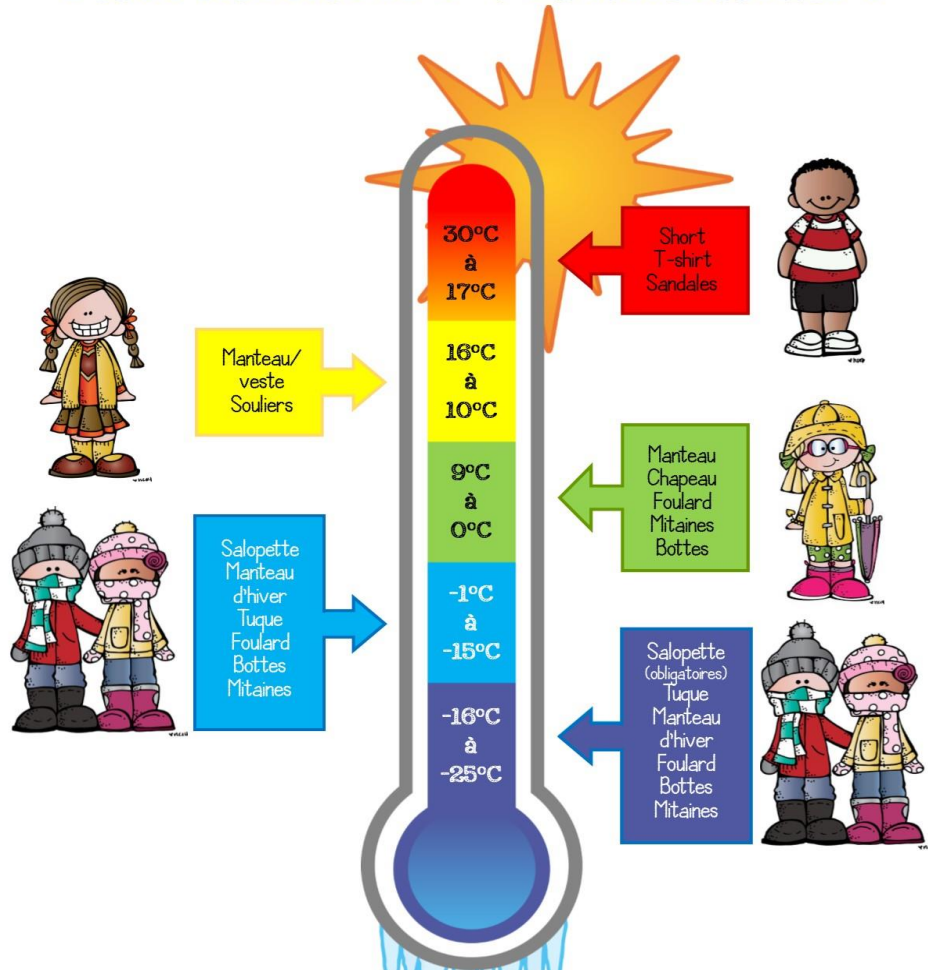 30°C
à
17°C
Short
T-shirt
Sandales
Manteau/
veste
Souliers
16°C
à
10°C
9°C
à
0°C
Manteau
Chapeau
Foulard
Mitaines
Bottes
Salopette
Manteau
d'hiver
Tuque
Foulard
Bottes
Mitaines
-1°C
à
-15°C
-16°C
à
-25°C
Salopette
(obligatoires)
Tuque
Manteau
d'hiver
Foulard
Bottes
Mitaines